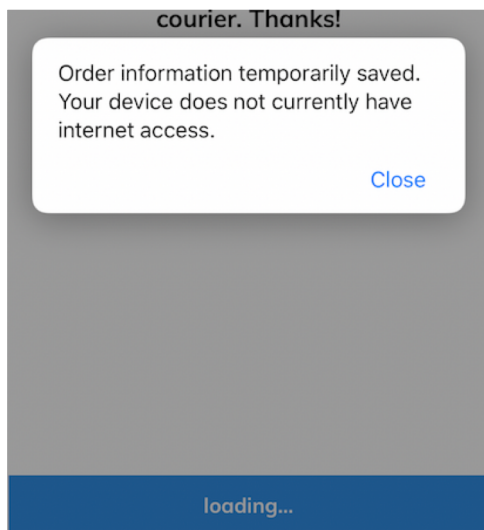 courier. Thanks!
Order information temporarily saved.
Your device does not currently have
internet access.
Close
loading...